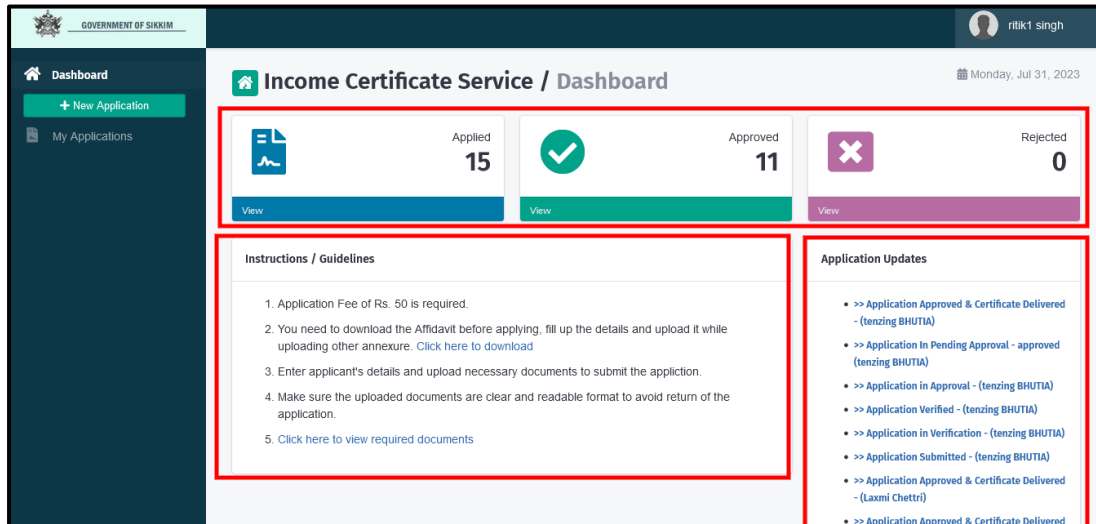 GOVERNMENT OF SIKKIM
ritik1 singh
Dashboard
+ New Application
My Applications
Income Certificate Service / Dashboard
Monday, Jul 31, 2023
Applied
15
View
Approved
11
View
Rejected
0
View
Instructions / Guidelines
1. Application Fee of Rs. 50 is required.
2. You need to download the Affidavit before applying, fill up the details and upload it while
uploading other annexure. Click here to download
3. Enter applicant's details and upload necessary documents to submit the appliction.
4. Make sure the uploaded documents are clear and readable format to avoid return of the
application.
5. Click here to view required documents
Application Updates
>> Application Approved & Certificate Delivered
- (tenzing BHUTIA)
>> Application In Pending Approval - approved
(tenzing BHUTIA)
>> Application in Approval - (tenzing BHUTIA)
>> Application Verified - (tenzing BHUTIA)
>> Application in Verification - (tenzing BHUTIA)
>> Application Submitted - (tenzing BHUTIA)
>> Application Approved & Certificate Delivered
- (Laxmi Chettri)
>> Application Approved & Certificate Delivered